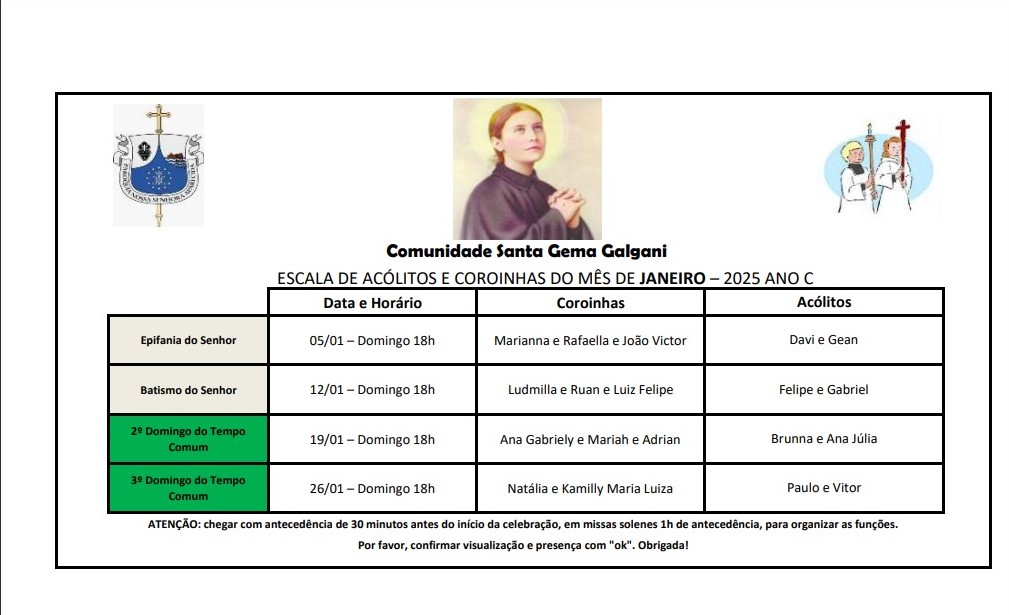 PARÓQUIA NOSSA SENHORA APARECIDA
Comunidade Santa Gema Galgani
ESCALA DE ACÓLITOS E COROINHAS DO MÊS DE JANEIRO – 2025 ANO C
Data e Horário Coroinhas Acólitos
Epifania do Senhor 05/01 – Domingo 18h Marianna e Rafaella e João Victor Davi e Gean
Batismo do Senhor 12/01 – Domingo 18h Ludmilla e Ruan e Luiz Felipe Felipe e Gabriel
2º Domingo do Tempo
Comum 19/01 – Domingo 18h Ana Gabriely e Mariah e Adrian Brunna e Ana Júlia
3º Domingo do Tempo
Comum 26/01 – Domingo 18h Natália e Kamilly Maria Luiza Paulo e Vitor
ATENÇÃO: chegar com antecedência de 30 minutos antes do início da celebração, em missas solenes 1h de antecedência, para organizar as funções.
Por favor, confirmar visualização e presença com "ok". Obrigada!